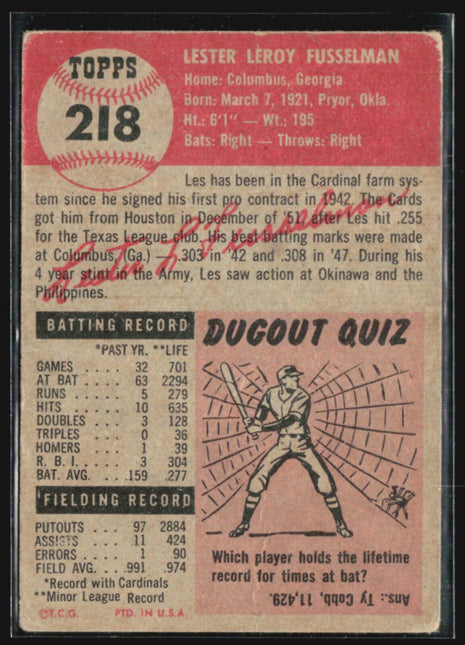 TOPPS
218
LESTER LEROY FUSSELMAN
Home: Columbus, Georgia
Born: March 7, 1921, Pryor, Okla.
Ht.: 6'1" — Wt.: 195
Bats: Right — Throws: Right
Les has been in the Cardinal farm sys-
tem since he signed his first pro contract in 1942. The Cards
got him from Houston in December of '51, after Les hit .255
for the Texas League club. His best batting marks were made
at Columbus, (Ga.) —.303 in '42 and .308 in '47. During his
4 year stint in the Army, Les saw action at Okinawa and the
Philippines.
Lester L. Fusselman
BATTING RECORD
*PAST YR. **LIFE
GAMES . . . . 32 701
AT BAT . . . . 63 2294
RUNS . . . . 5 279
HITS . . . . 10 635
DOUBLES . . . 3 128
TRIPLES . . . 0 36
HOMERS . . . 1 39
R. B. I. . . . . 3 304
BAT. AVG. . . .159 .277
FIELDING RECORD
PUTOUTS . . 97 2884
ASSISTS . . . 11 424
ERRORS . . . 1 90
FIELD AVG. . .991 .974
*Record with Cardinals
**Minor League Record
©T.C.G. PTD. IN U.S.A.
DUGOUT QUIZ
Which player holds the lifetime
record for times at bat?
Ans.: Ty Cobb, 11,429.